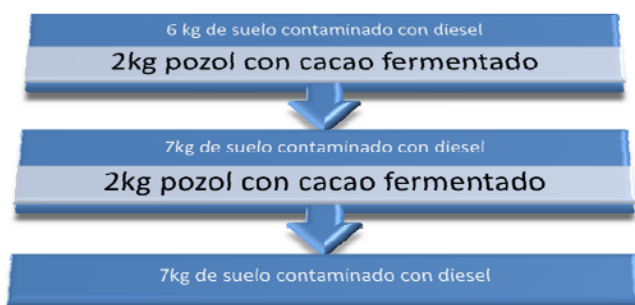 6 kg de suelo contaminado con diesel
2kg pozol con cacao fermentado
7kg de suelo contaminado con diesel
2kg pozol con cacao fermentado
7kg de suelo contaminado con diesel